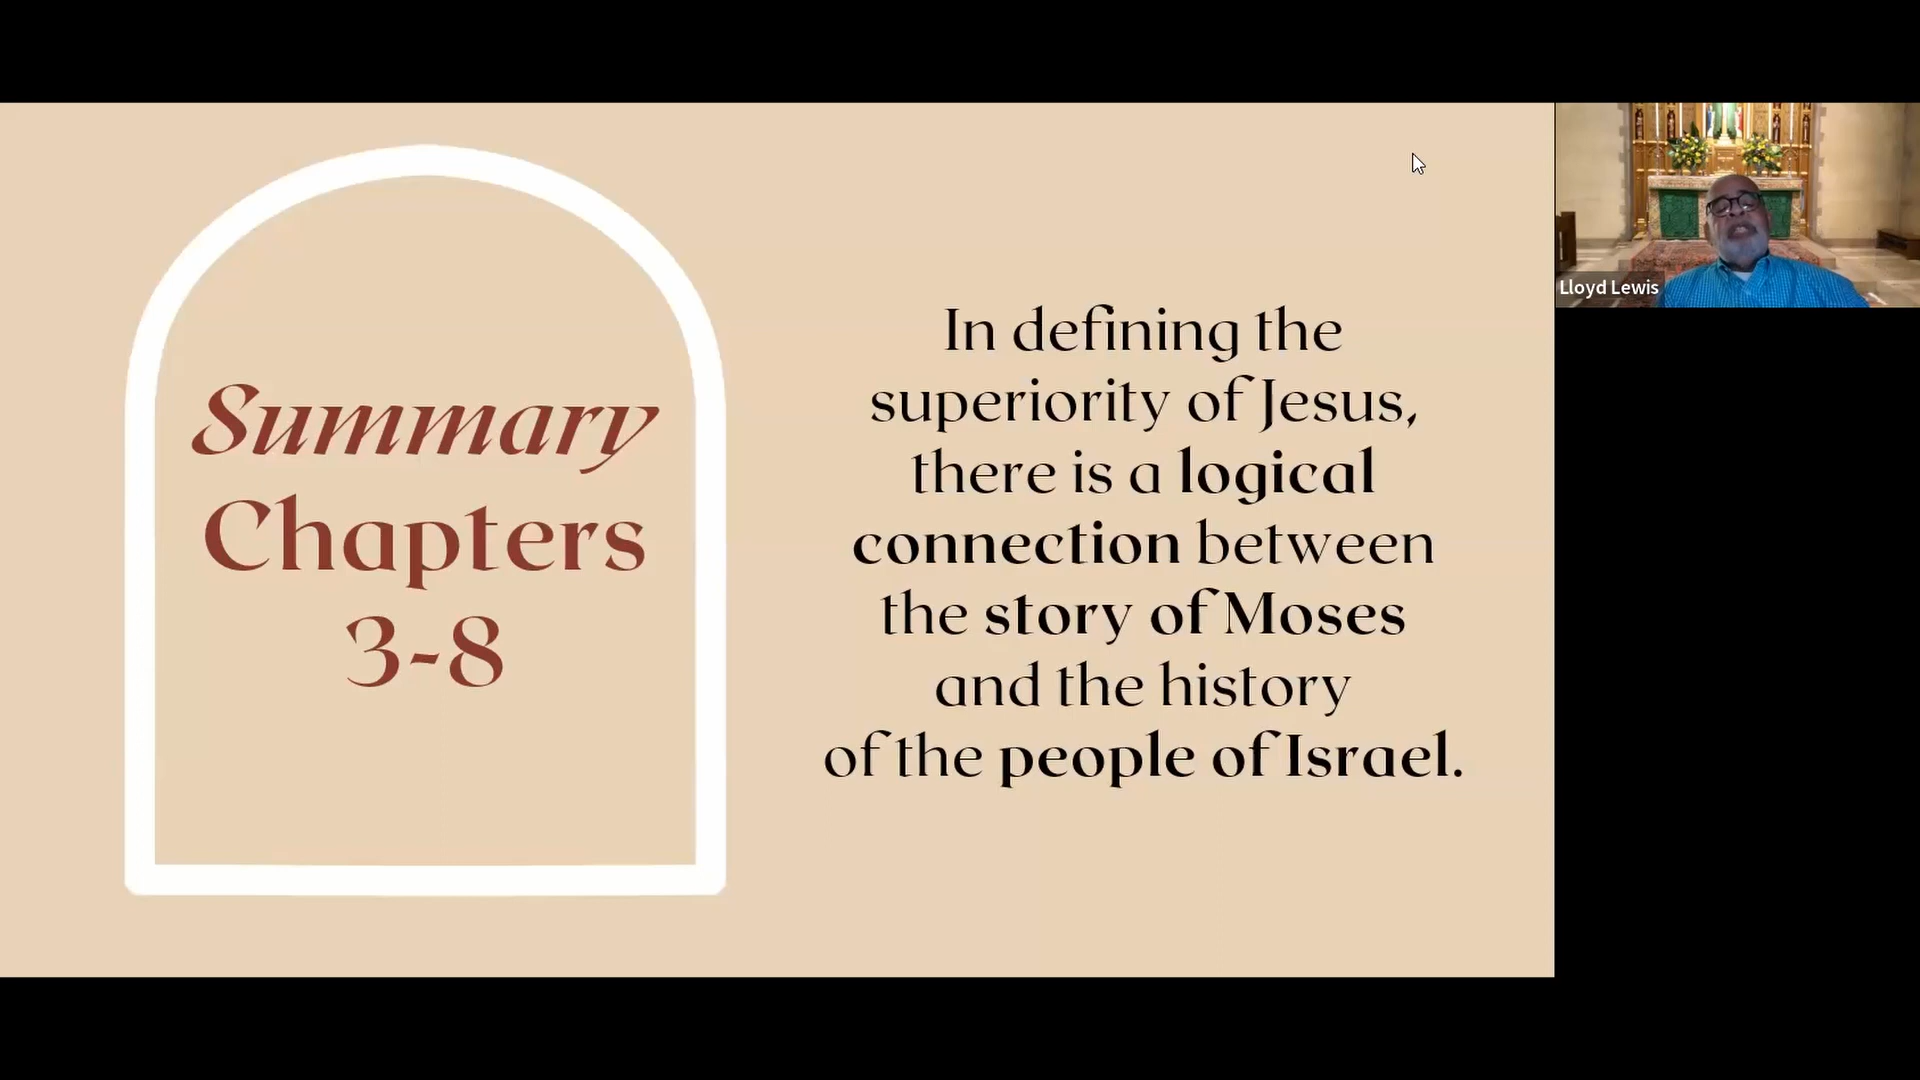 Summary
Chapters
3-8
In defining the
superiority of Jesus,
there is a logical
connection between
the story of Moses
and the history
of the people of Israel.
Lloyd Lewis